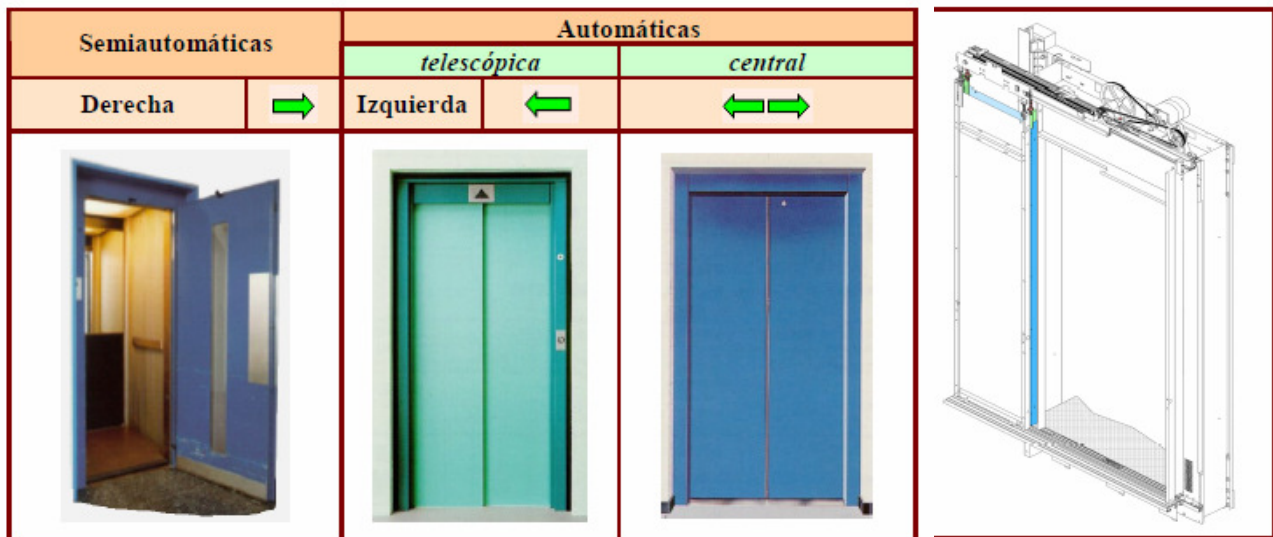 Semiautomáticas
Automáticas
telescópica
central
Derecha
Izquierda